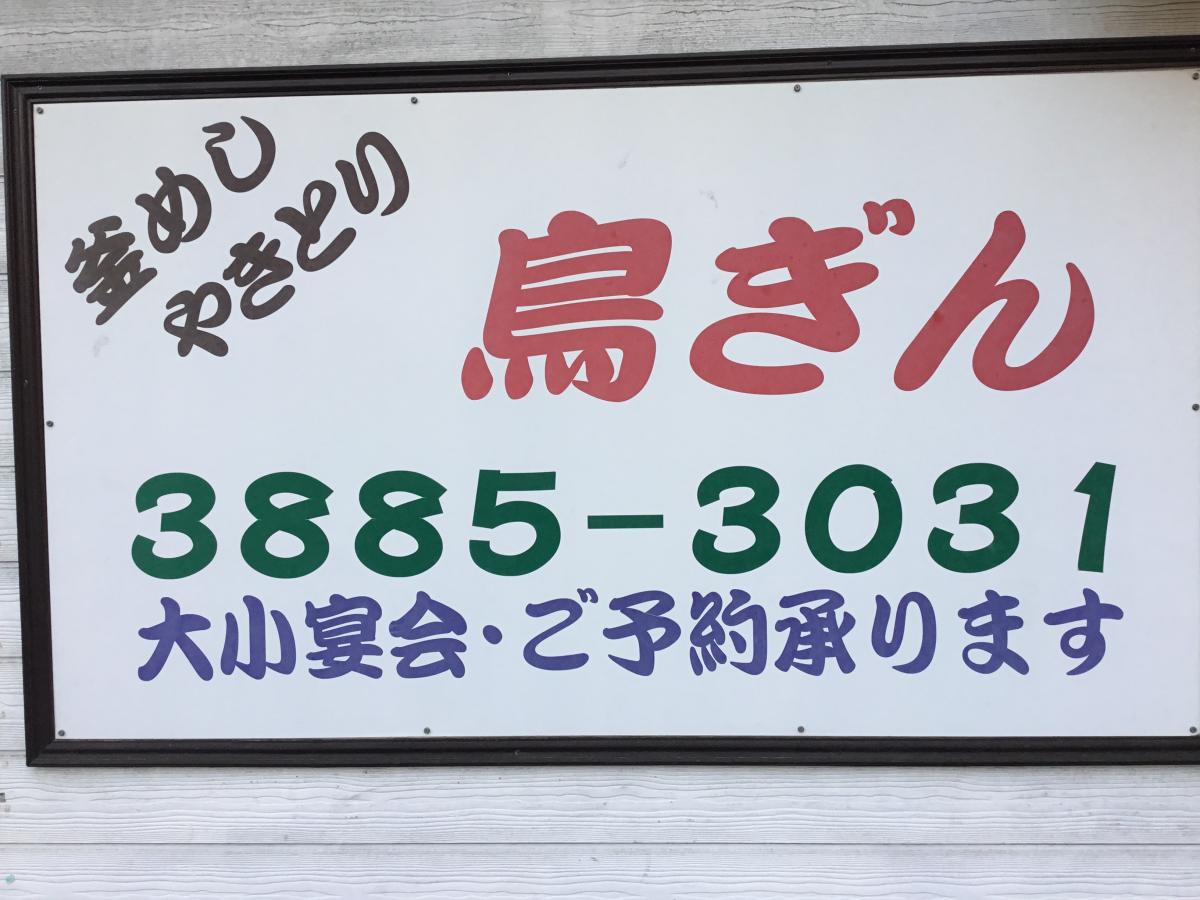 釜めし
やきとり
鳥ぎん
3885-3031
大小宴会・ご予約承ります